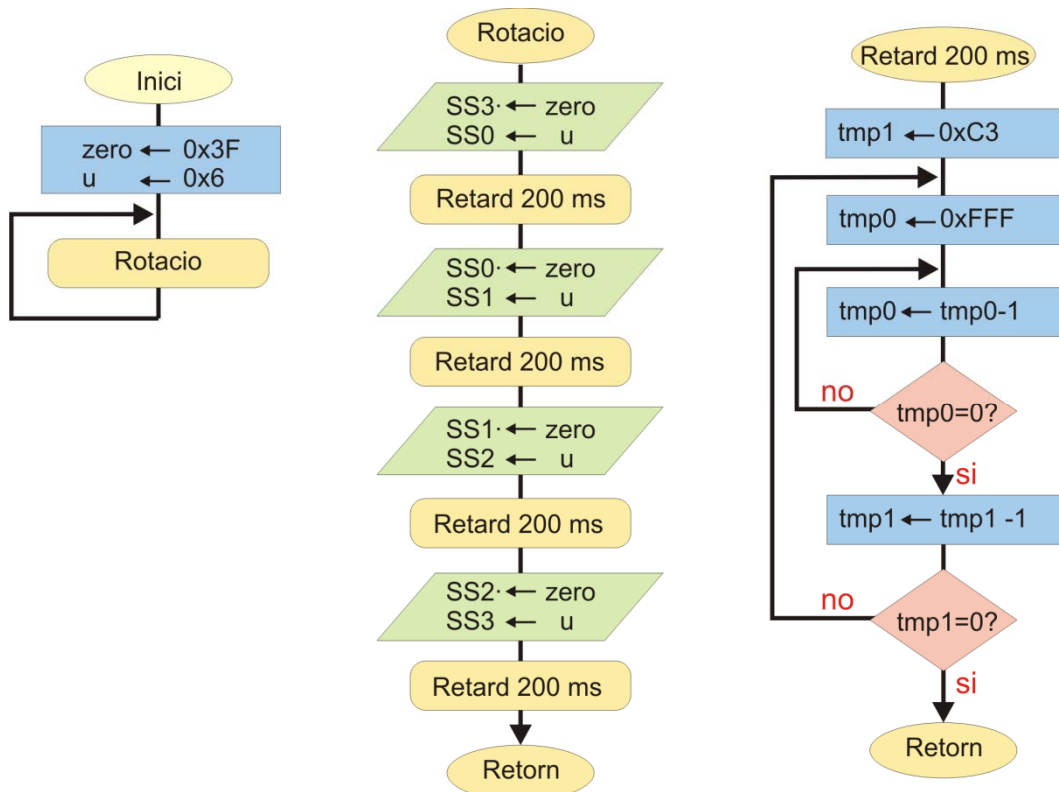 Inici
zero ← 0x3F
u ← 0x6
Rotacio
Rotacio
SS3· ← zero
SS0 ← u
Retard 200 ms
SS0· ← zero
SS1 ← u
Retard 200 ms
SS1· ← zero
SS2 ← u
Retard 200 ms
SS2· ← zero
SS3 ← u
Retard 200 ms
Retorn
Retard 200 ms
tmp1 ← 0xC3
tmp0 ← 0xFFF
tmp0 ← tmp0-1
no
tmp0=0?
si
tmp1 ← tmp1 -1
no
tmp1=0?
si
Retorn